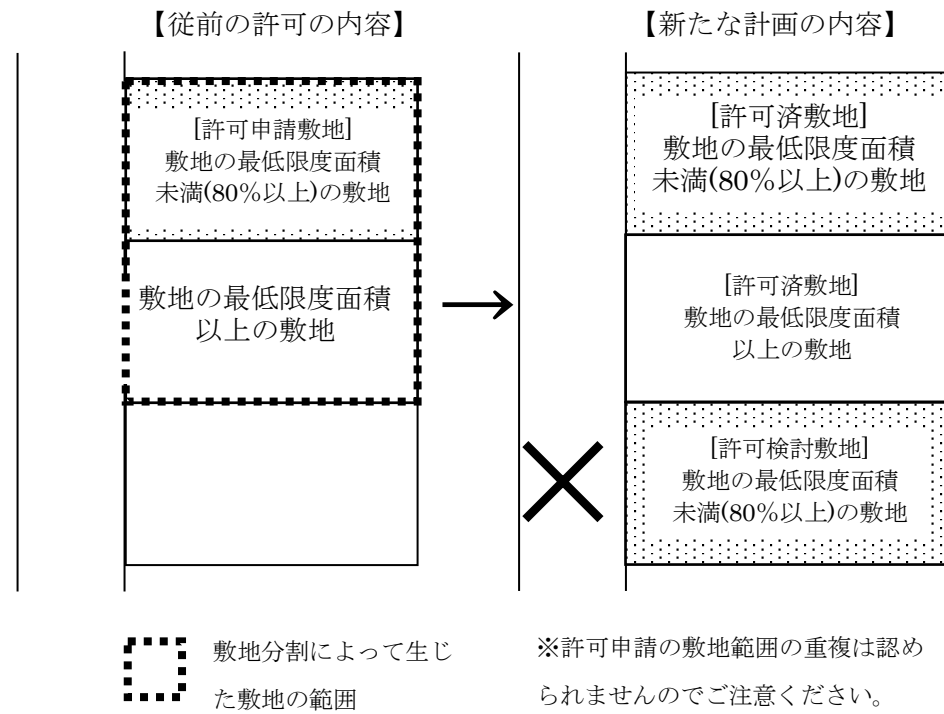 【従前の許可の内容】
[許可申請敷地]
敷地の最低限度面積
未満(80%以上)の敷地
敷地の最低限度面積
以上の敷地
【新たな計画の内容】
[許可済敷地]
敷地の最低限度面積
未満(80%以上)の敷地
[許可済敷地]
敷地の最低限度面積
以上の敷地
[許可検討敷地]
敷地の最低限度面積
未満(80%以上)の敷地
敷地分割によって生じ
た敷地の範囲
※許可申請の敷地範囲の重複は認め
られませんのでご注意ください。